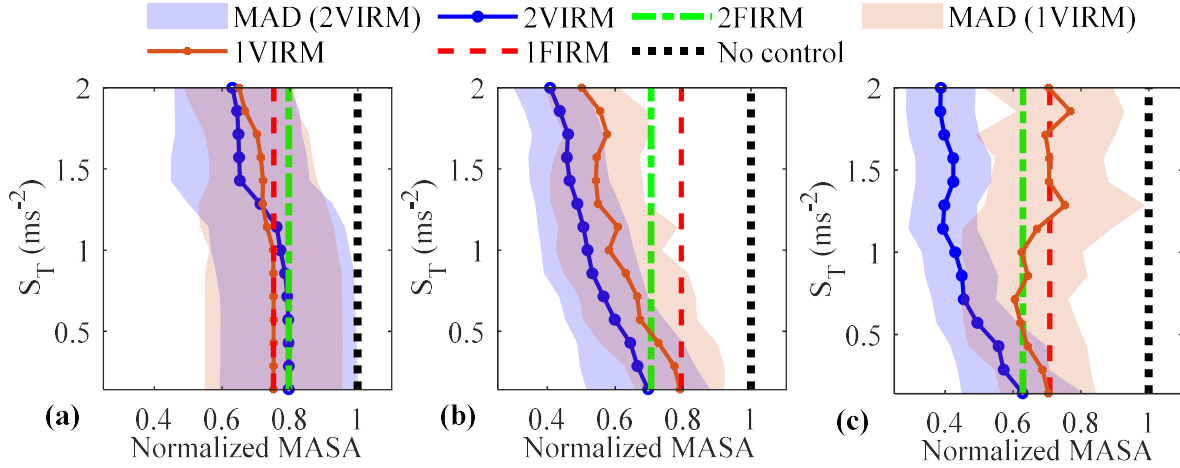 MAD (2VIRM) 2VIRM 2FIRM MAD (1VIRM)
1VIRM 1FIRM No control
2 2 2
1.5 1.5 1.5
1 1 1
0.5 0.5 0.5
S_T (ms^-2) S_T (ms^-2) S_T (ms^-2)
(a) 0.4 0.6 0.8 1 (b) 0.4 0.6 0.8 1 (c) 0.4 0.6 0.8 1
Normalized MASA Normalized MASA Normalized MASA